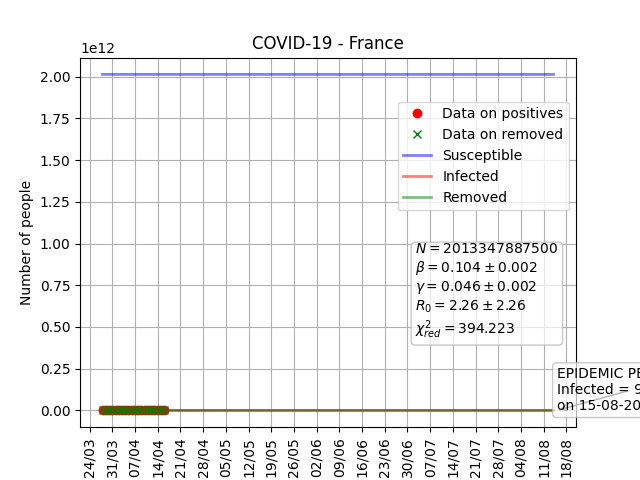 COVID-19 - France
1e12
Number of people
2.00
1.75
1.50
1.25
1.00
0.75
0.50
0.25
0.00
Data on positives
Data on removed
Susceptible
Infected
Removed
N = 2013347887500
β = 0.104 ± 0.002
γ = 0.046 ± 0.002
R₀ = 2.26 ± 2.26
χ²red = 394.223
EPIDEMIC PE
Infected = 9
on 15-08-20
24/03
31/03
07/04
14/04
21/04
28/04
05/05
12/05
19/05
26/05
02/06
09/06
16/06
23/06
30/06
07/07
14/07
21/07
28/07
04/08
11/08
18/08